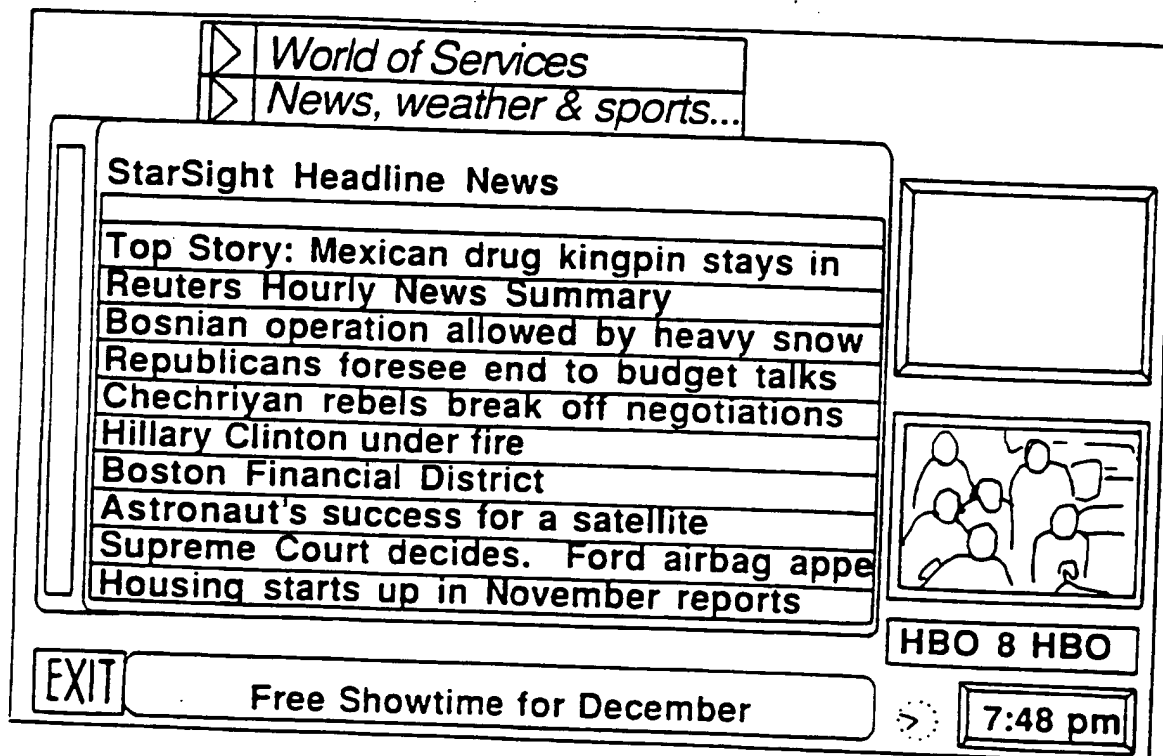 World of Services
News, weather & sports...
StarSight Headline News
Top Story: Mexican drug kingpin stays in
Reuters Hourly News Summary
Bosnian operation allowed by heavy snow
Republicans foresee end to budget talks
Chechriyan rebels break off negotiations
Hillary Clinton under fire
Boston Financial District
Astronaut's success for a satellite
Supreme Court decides. Ford airbag appe
Housing starts up in November reports
HBO 8 HBO
EXIT
Free Showtime for December
7:48 pm